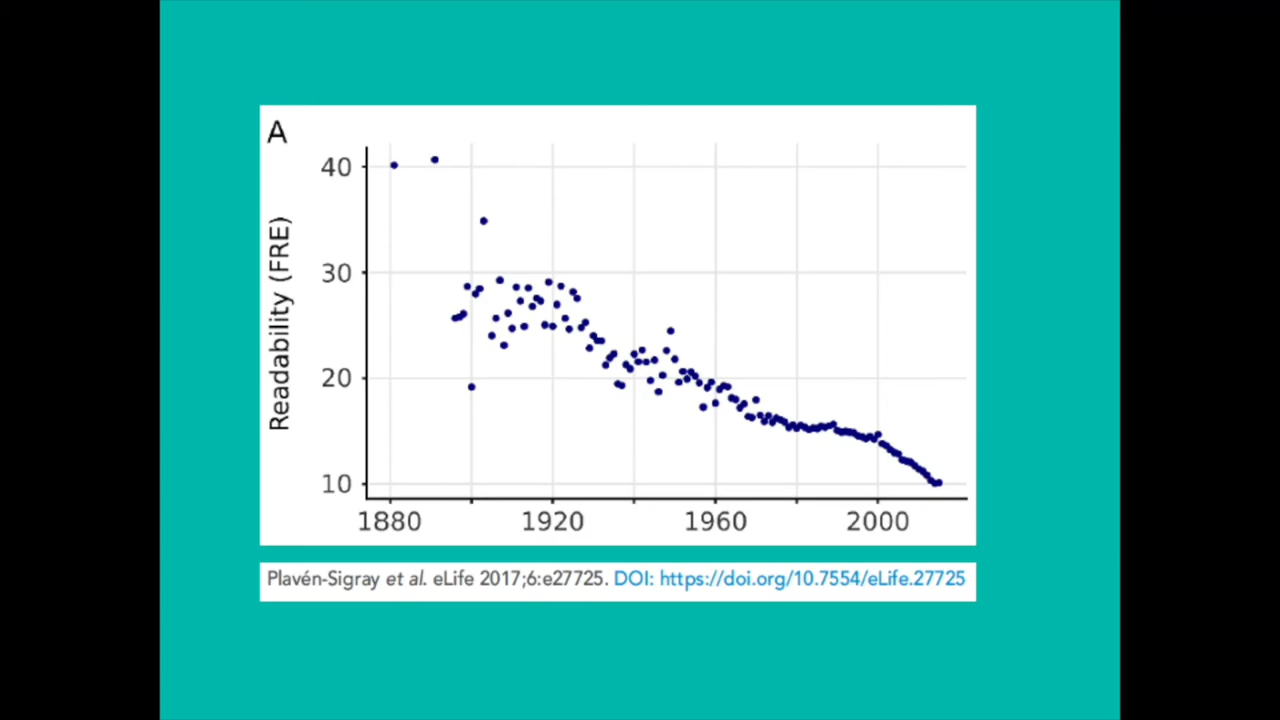 A
40
30
20
10
Readability (FRE)
1880 1920 1960 2000
Plavén-Sigray et al. eLife 2017;6:e27725. DOI: https://doi.org/10.7554/eLife.27725